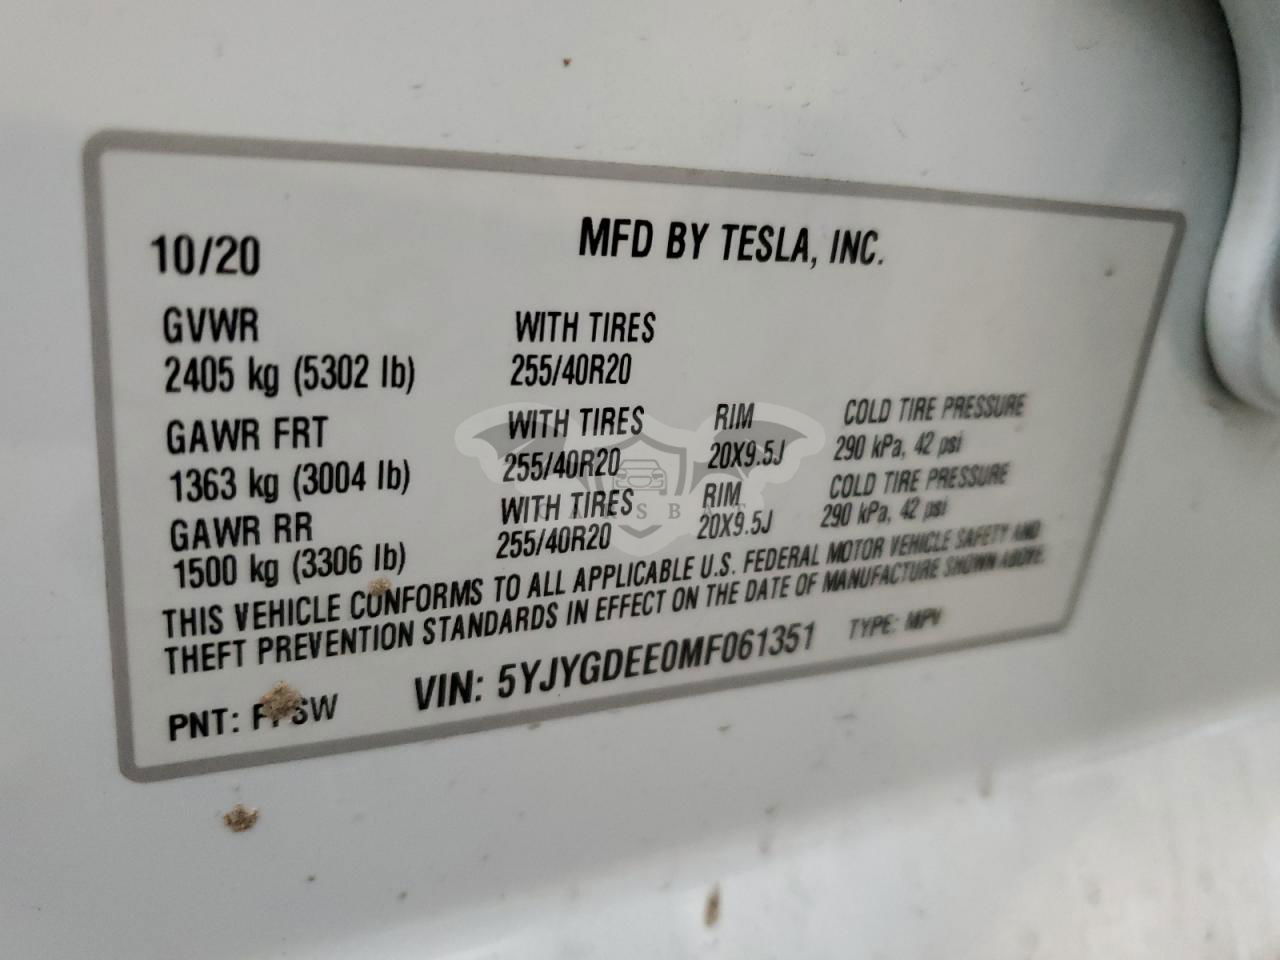 10/20 MFD BY TESLA, INC.
GVWR WITH TIRES
2405 kg (5302 lb) 255/40R20
GAWR FRT WITH TIRES RIM COLD TIRE PRESSURE
1363 kg (3004 lb) 255/40R20 20X9.5J 290 kPa, 42 psi
GAWR RR WITH TIRES RIM COLD TIRE PRESSURE
1500 kg (3306 lb) 255/40R20 20X9.5J 290 kPa, 42 psi
THIS VEHICLE CONFORMS TO ALL APPLICABLE U.S. FEDERAL MOTOR VEHICLE SAFETY AND
THEFT PREVENTION STANDARDS IN EFFECT ON THE DATE OF MANUFACTURE SHOWN ABOVE.
PNT: VIN: 5YJYGDEE0MF061351 TYPE: MPV
CARSBAT